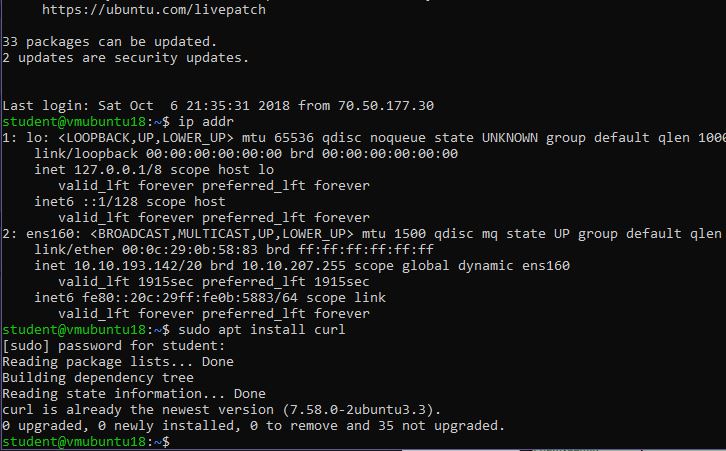 https://ubuntu.com/livepatch
33 packages can be updated.
2 updates are security updates.
Last login: Sat Oct  6 21:35:31 2018 from 70.50.177.30
student@vmubuntu18:~$ ip addr
1: lo: <LOOPBACK,UP,LOWER_UP> mtu 65536 qdisc noqueue state UNKNOWN group default qlen 1000
    link/loopback 00:00:00:00:00:00 brd 00:00:00:00:00:00
    inet 127.0.0.1/8 scope host lo
       valid_lft forever preferred_lft forever
    inet6 ::1/128 scope host
       valid_lft forever preferred_lft forever
2: ens160: <BROADCAST,MULTICAST,UP,LOWER_UP> mtu 1500 qdisc mq state UP group default qlen
    link/ether 00:0c:29:0b:58:83 brd ff:ff:ff:ff:ff:ff
    inet 10.10.193.142/20 brd 10.10.207.255 scope global dynamic ens160
       valid_lft 1915sec preferred_lft 1915sec
    inet6 fe80::20c:29ff:fe0b:5883/64 scope link
       valid_lft forever preferred_lft forever
student@vmubuntu18:~$ sudo apt install curl
[sudo] password for student:
Reading package lists... Done
Building dependency tree
Reading state information... Done
curl is already the newest version (7.58.0-2ubuntu3.3).
0 upgraded, 0 newly installed, 0 to remove and 35 not upgraded.
student@vmubuntu18:~$